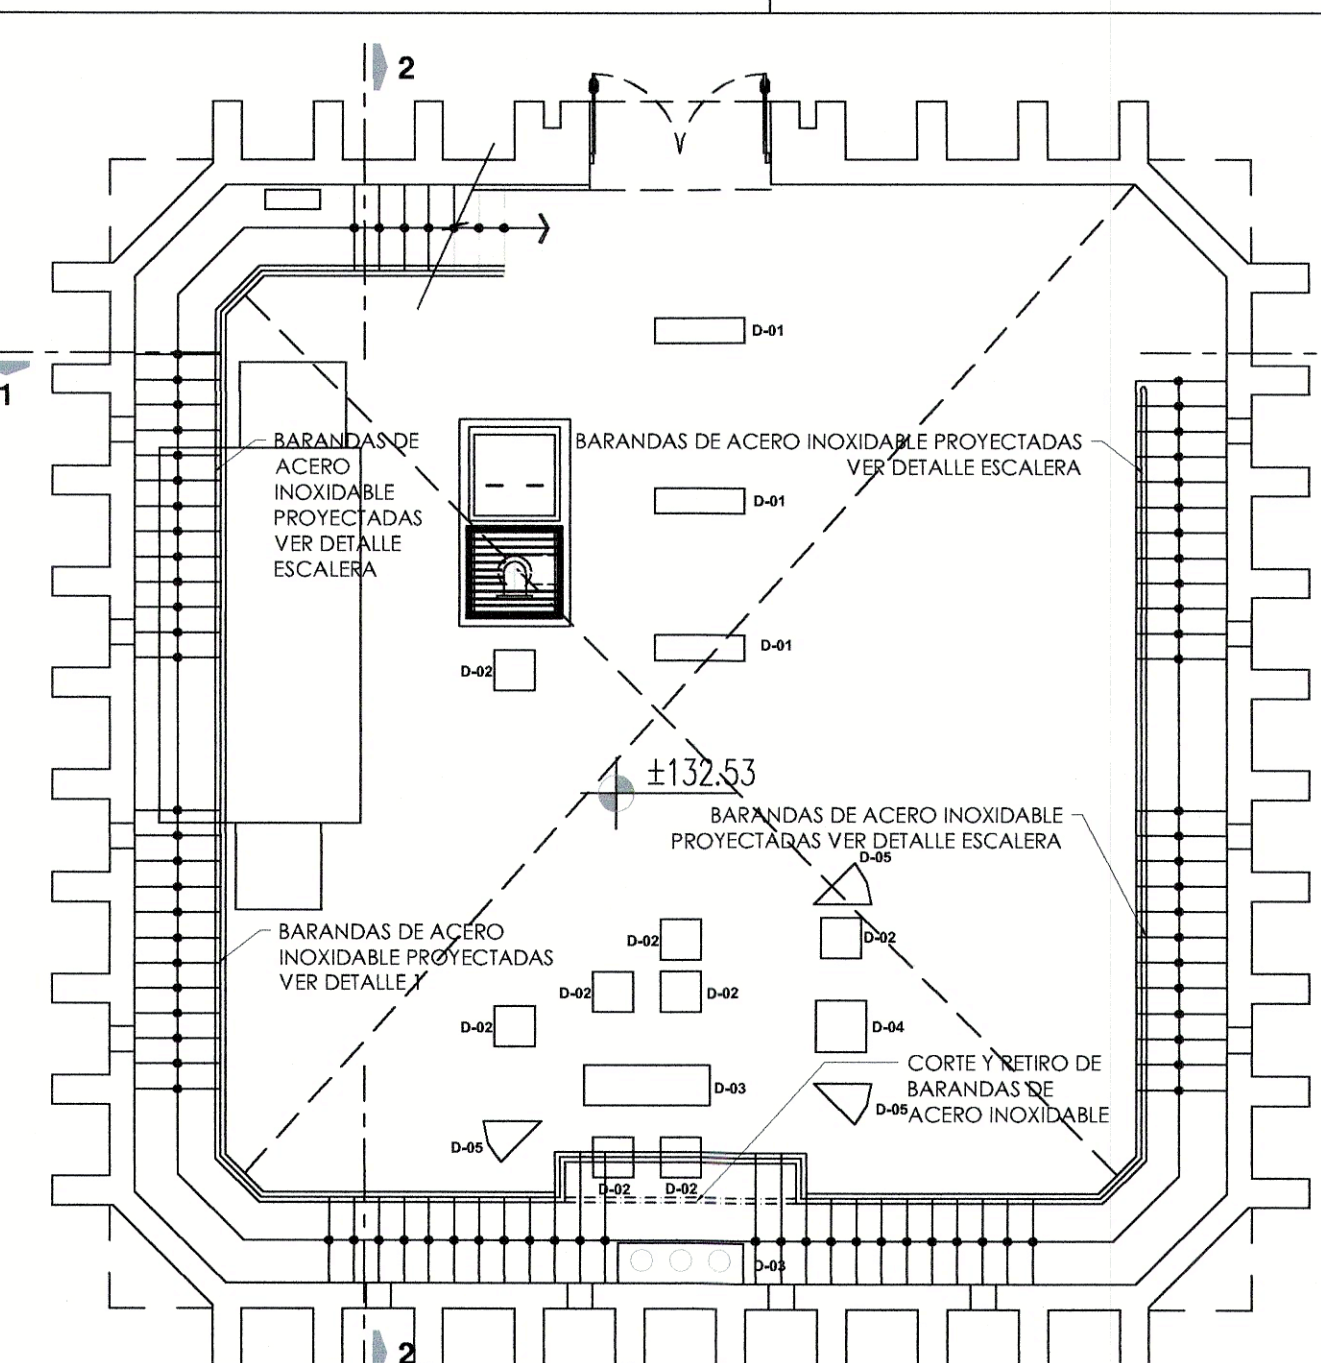 2
1
D-01
BARANDAS DE
ACERO
INOXIDABLE
PROYECTADAS
VER DETALLE
ESCALERA
BARANDAS DE ACERO INOXIDABLE PROYECTADAS
VER DETALLE ESCALERA
D-01
D-01
D-02
±132.53
BARANDAS DE ACERO INOXIDABLE
PROYECTADAS VER DETALLE ESCALERA
D-05
BARANDAS DE ACERO
INOXIDABLE PROYECTADAS
VER DETALLE 1
D-02
D-02
D-02
D-02
D-02
D-04
CORTE Y RETIRO DE
BARANDAS DE
ACERO INOXIDABLE
D-03
D-05
D-05
D-02
D-02
D-03
2